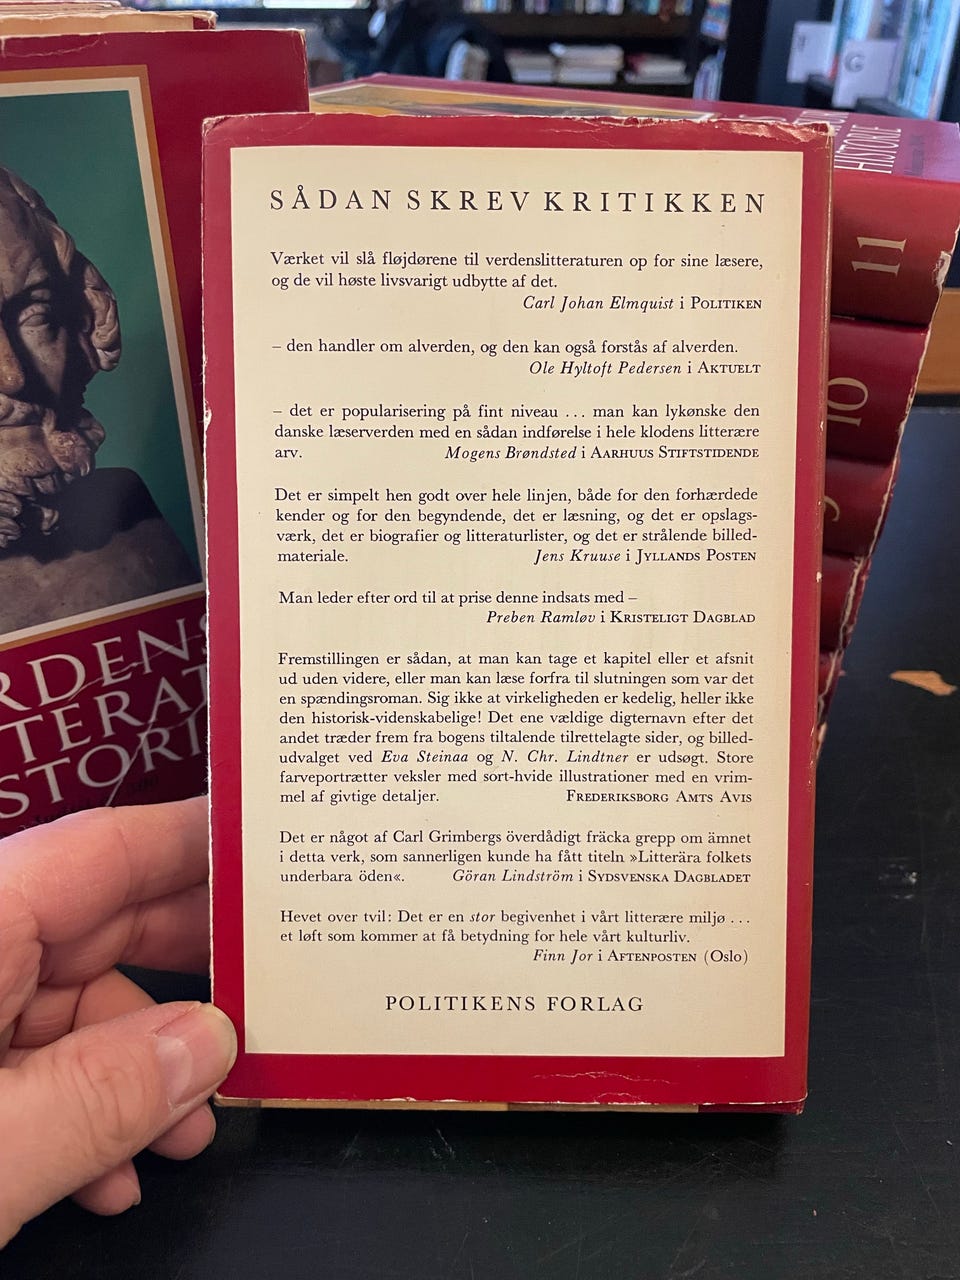 SÅDAN SKREV KRITIKKEN
Værket vil slå fløjdørene til verdenslitteraturen op for sine læsere,
og de vil høste livsvarigt udbytte af det.
Carl Johan Elmquist i POLITIKEN
– den handler om alverden, og den kan også forstås af alverden.
Ole Hyltoft Pedersen i AKTUELT
– det er popularisering på fint niveau ... man kan lykønske den
danske læserverden med en sådan indførelse i hele klodens litterære
arv. Mogens Brøndsted i AARHUUS STIFTSTIDENDE
Det er simpelt hen godt over hele linjen, både for den forhærdede
kender og for den begyndende, det er læsning, og det er opslags-
værk, det er biografier og litteraturlister, og det er strålende billed-
materiale. Jens Kruuse i JYLLANDS POSTEN
Man leder efter ord til at prise denne indsats med –
Preben Ramløv i KRISTELIGT DAGBLAD
Fremstillingen er sådan, at man kan tage et kapitel eller et afsnit
ud uden videre, eller man kan læse forfra til slutningen som var det
en spændingsroman. Sig ikke at virkeligheden er kedelig, heller ikke
den historisk-videnskabelige! Det ene vældige digternavn efter det
andet træder frem fra bogens tiltalende tilrettelagte sider, og billed-
udvalget ved Eva Steinaa og N. Chr. Lindtner er udsøgt. Store
farveportrætter veksler med sort-hvide illustrationer med en vrim-
mel af givtige detaljer. FREDERIKSBORG AMTS AVIS
Det er något af Carl Grimbergs överdådigt fräcka grepp om ämnet
i detta verk, som sannerligen kunde ha fått titeln »Litterära folkets
underbara öden«. Göran Lindström i SYDSVENSKA DAGBLADET
Hevet over tvil: Det er en stor begivenhet i vårt litterære miljø ...
et løft som kommer at få betydning for hele vårt kulturliv.
Finn Jor i AFTENPOSTEN (Oslo)
POLITIKENS FORLAG
RDENS
TTERAT
STORI
HISTORIE
11
10
9
G